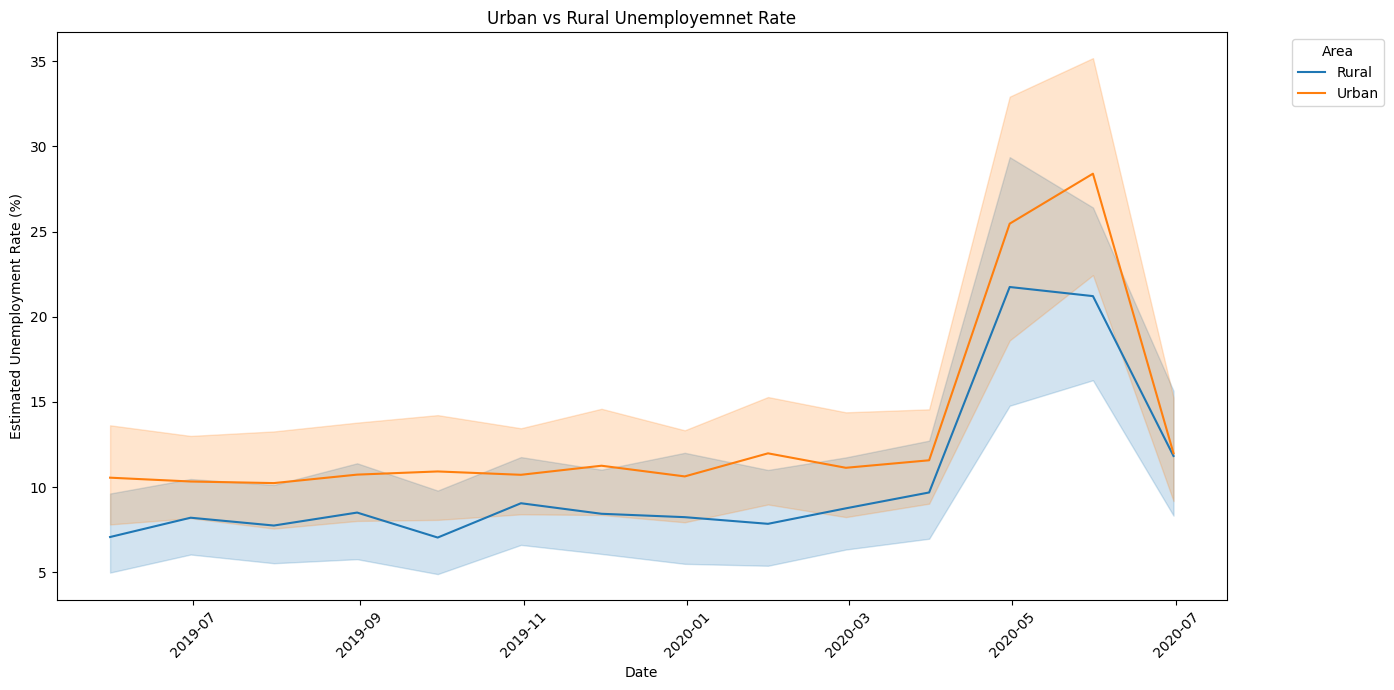 Urban vs Rural Unemployemnet Rate
Area
Rural
Urban
Estimated Unemployment Rate (%)
35
30
25
20
15
10
5
2019-07
2019-09
2019-11
2020-01
2020-03
2020-05
2020-07
Date